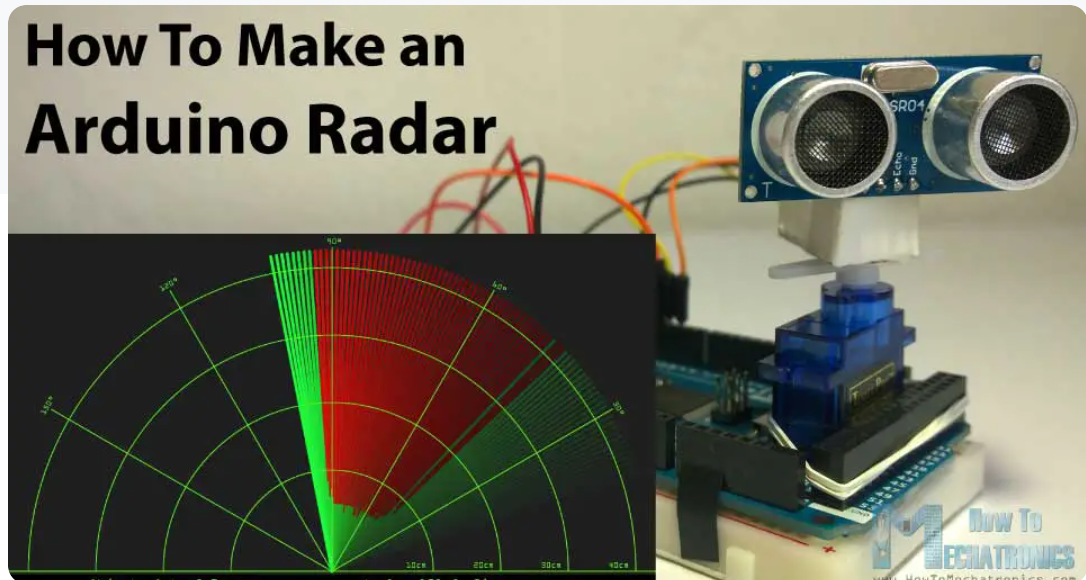 How To Make an
Arduino Radar
SR04
Echo
Gnd
T
90°
120°
60°
150°
30°
10cm
20cm
30cm
40cm
How To
MECHATRONICS
www.HowToMechatronics.com